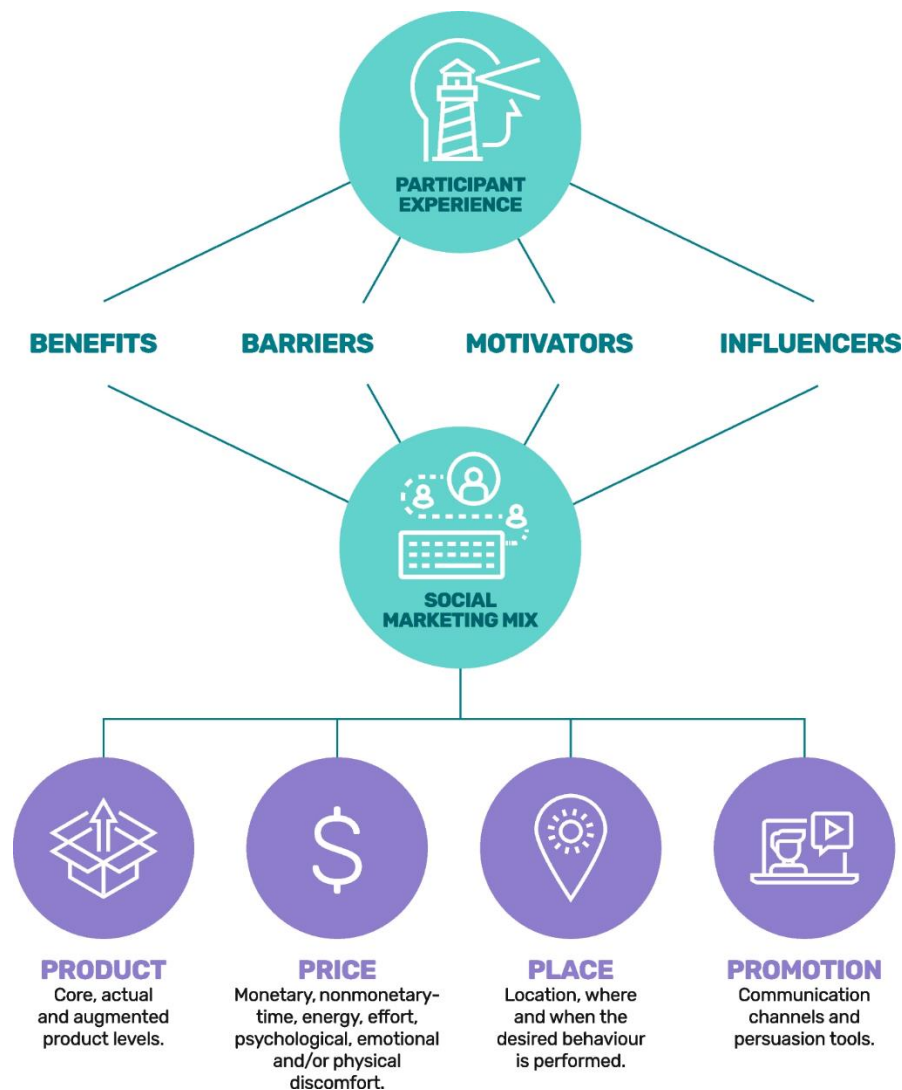 PARTICIPANT
EXPERIENCE
BENEFITS
BARRIERS
MOTIVATORS
INFLUENCERS
SOCIAL
MARKETING MIX
$
PRODUCT
Core, actual
and augmented
product levels.
PRICE
Monetary, nonmonetary-
time, energy, effort,
psychological, emotional
and/or physical
discomfort.
PLACE
Location, where
and when the
desired behaviour
is performed.
PROMOTION
Communication
channels and
persuasion tools.